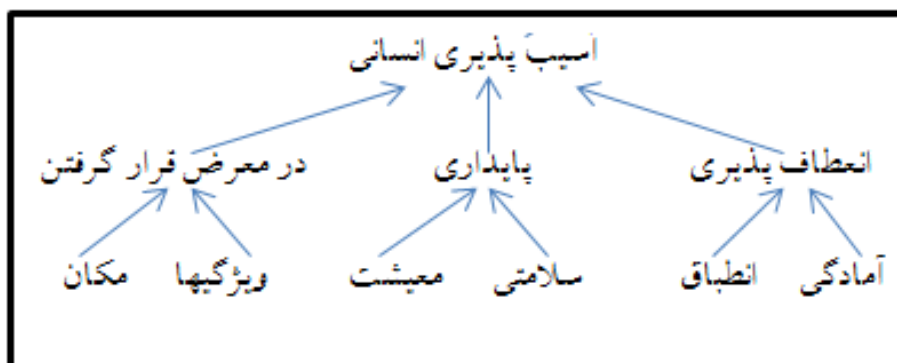 آسیب پذیری انسانی
انعطاف پذیری پایداری در معرض قرار گرفتن
آمادگی انطباق سلامتی معیشت ویژگیها مکان